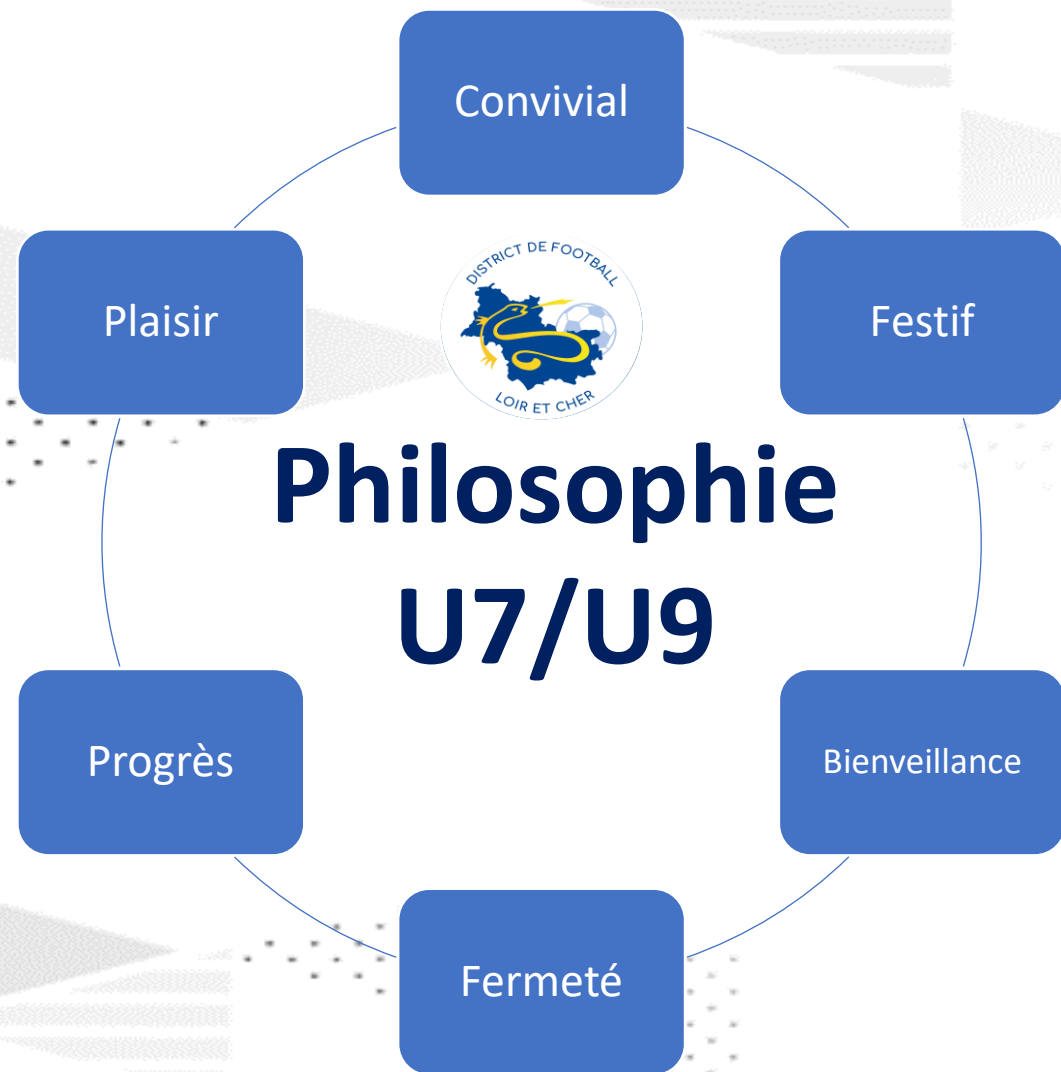 Convivial
Plaisir
DISTRICT DE FOOTBALL
Festif
LOIR ET CHER
Philosophie
U7/U9
Progrès
Bienveillance
Fermeté